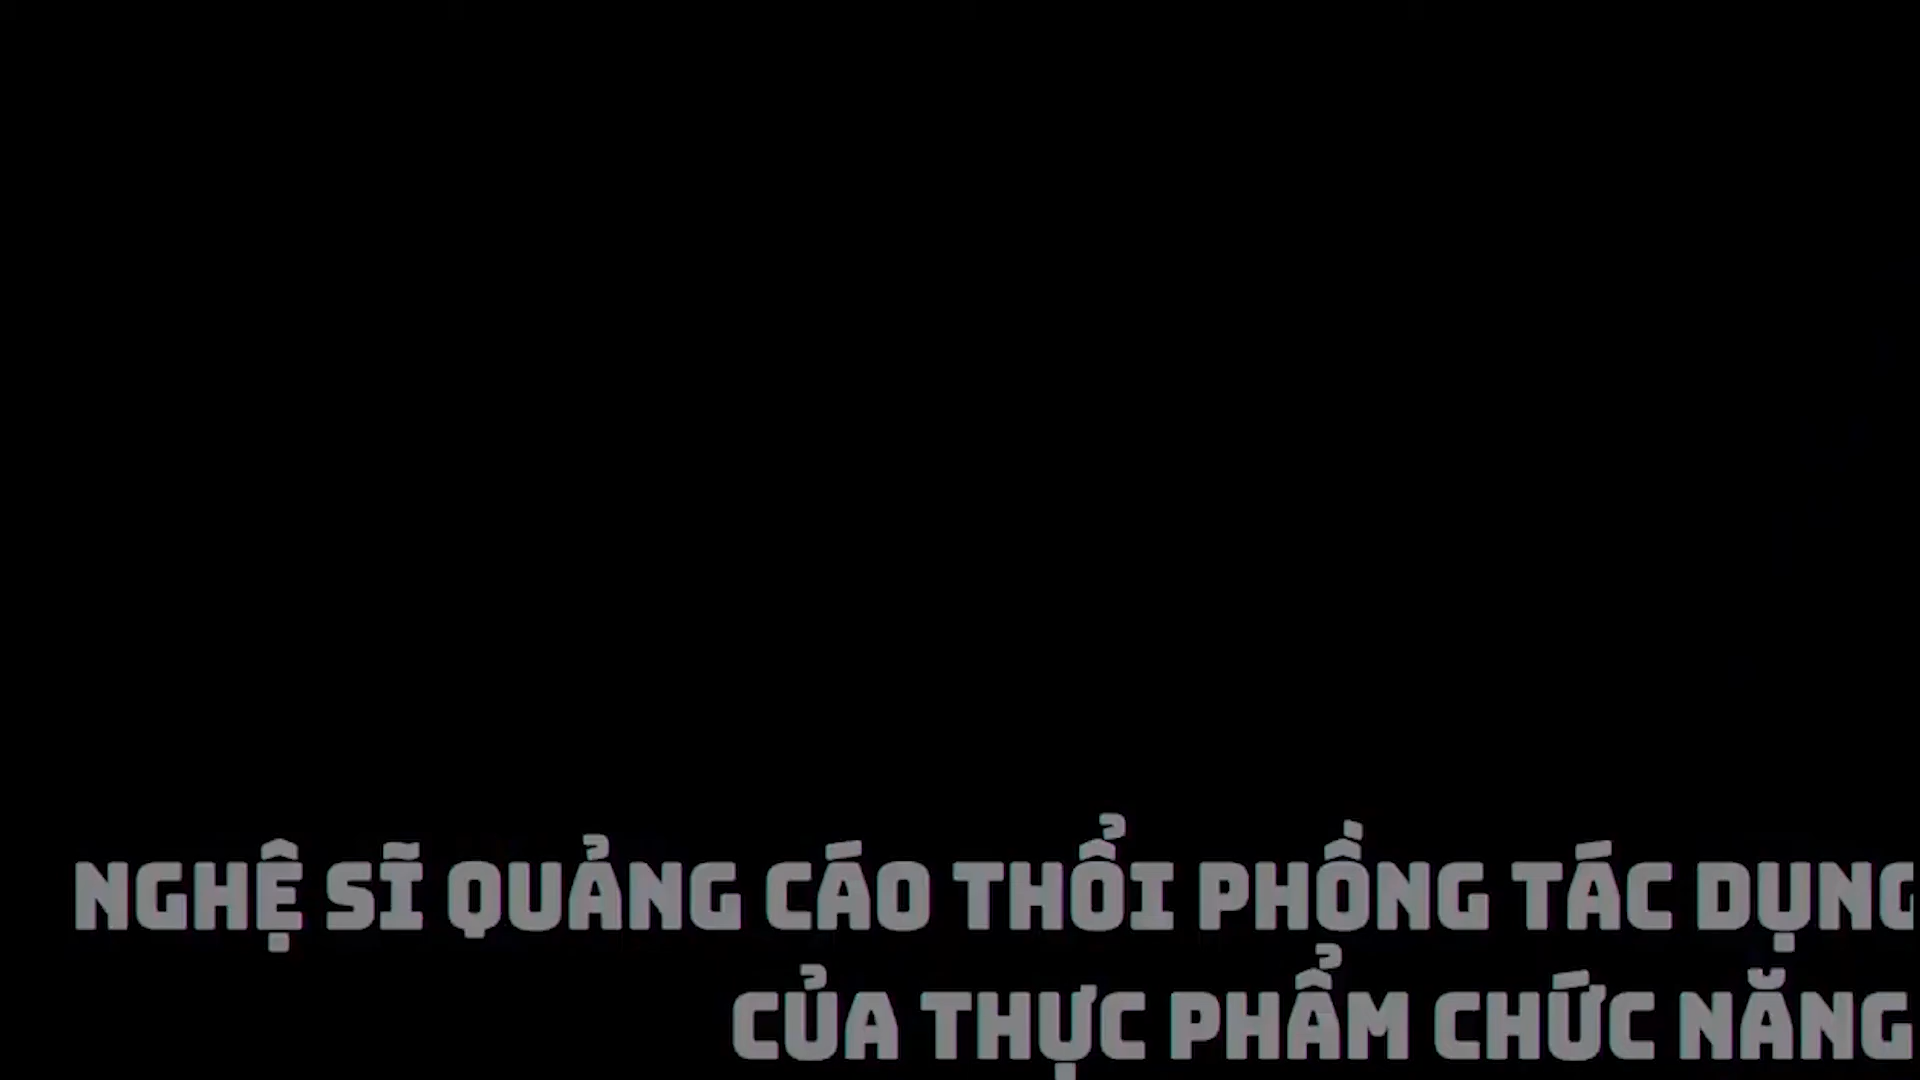 NGHỆ SĨ QUẢNG CÁO THỔI PHỒNG TÁC DỤNG
CỦA THỰC PHẨM CHỨC NĂNG